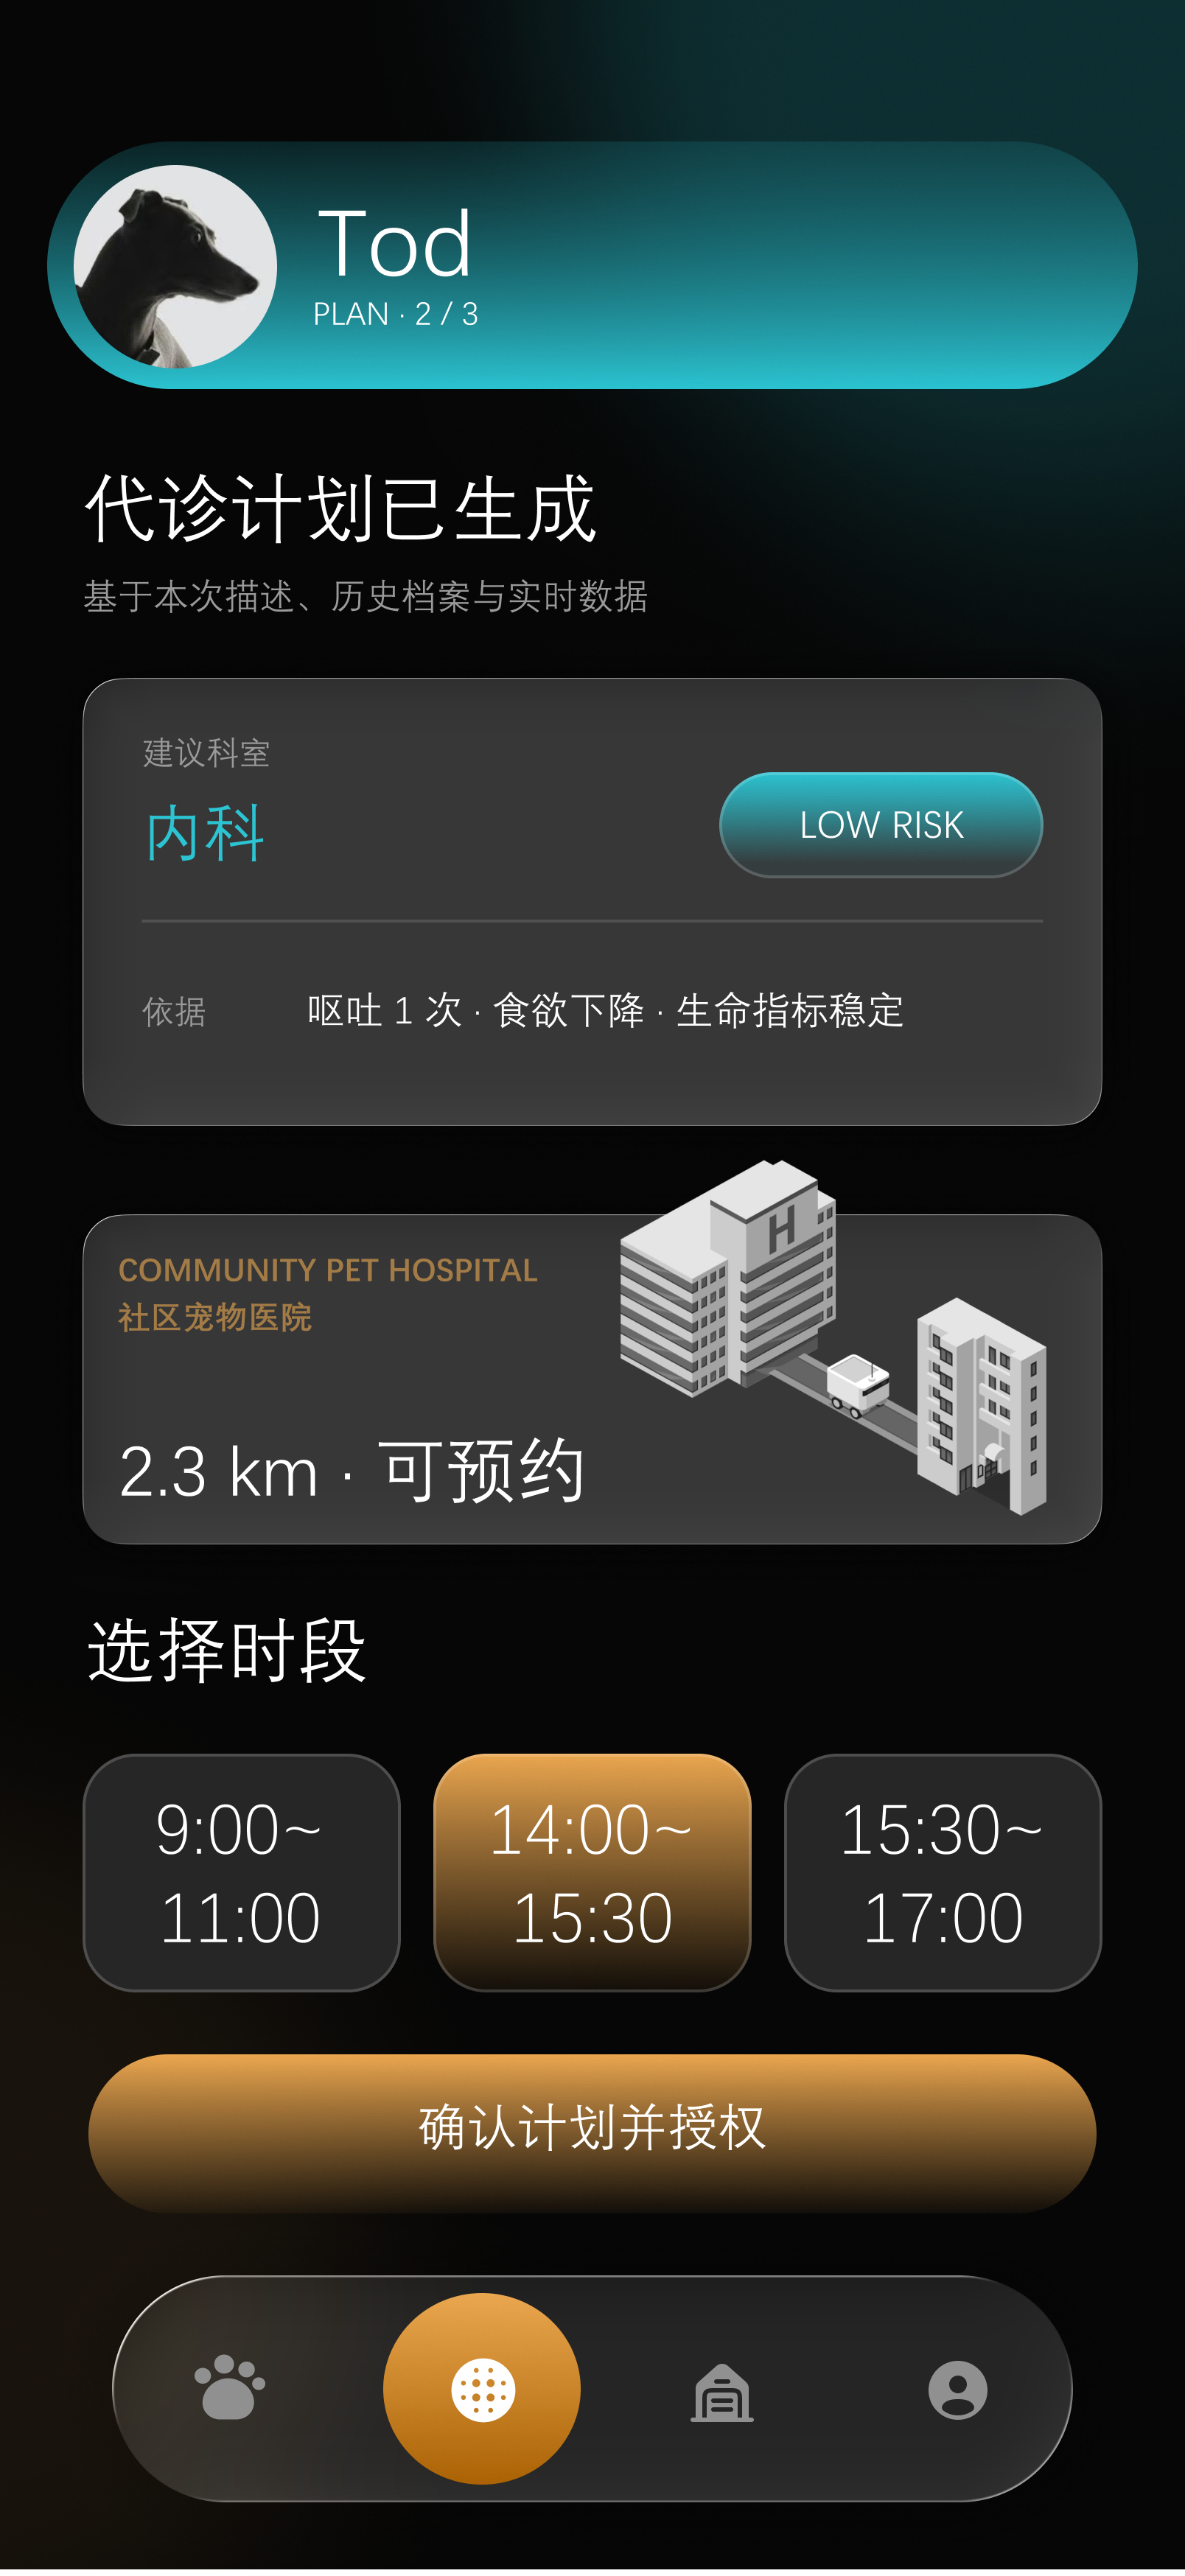 Tod
PLAN · 2 / 3
代诊计划已生成
基于本次描述、历史档案与实时数据
建议科室
内科
LOW RISK
依据 呕吐 1 次 · 食欲下降 · 生命指标稳定
H
COMMUNITY PET HOSPITAL
社区宠物医院
2.3 km · 可预约
选择时段
9:00~
11:00
14:00~
15:30
15:30~
17:00
确认计划并授权